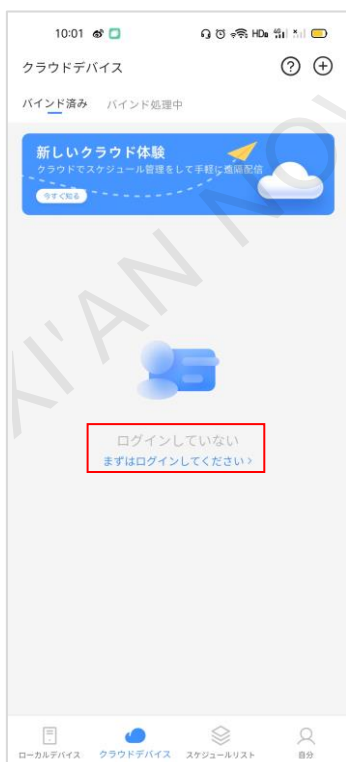 10:01
HD
クラウドデバイス
バインド済み バインド処理中
新しいクラウド体験
クラウドでスケジュール管理をして手軽に遠隔配信
今すぐ知る
XI'AN NOV
ログインしていない
まずはログインしてください>
ローカルデバイス クラウドデバイス スケジュールリスト 自分